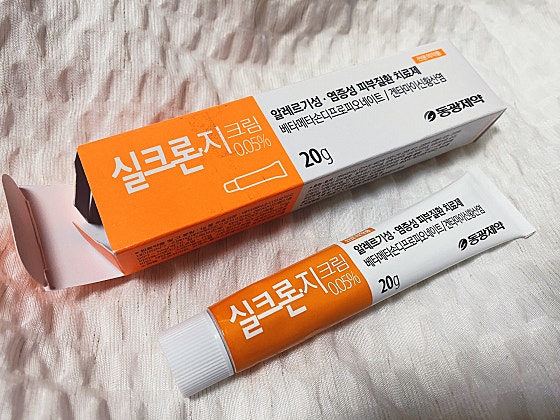 전문의약품
알레르기성·염증성 피부질환 치료제
베타메타손디프로피오네이트/겐타마이신황산염
실크론·지크림
0.05%
20g
동광제약
알레르기성·염증성 피부질환 치료제
베타메타손디프로피오네이트/겐타마이신황산염
실크론·지크림
0.05%
20g
동광제약